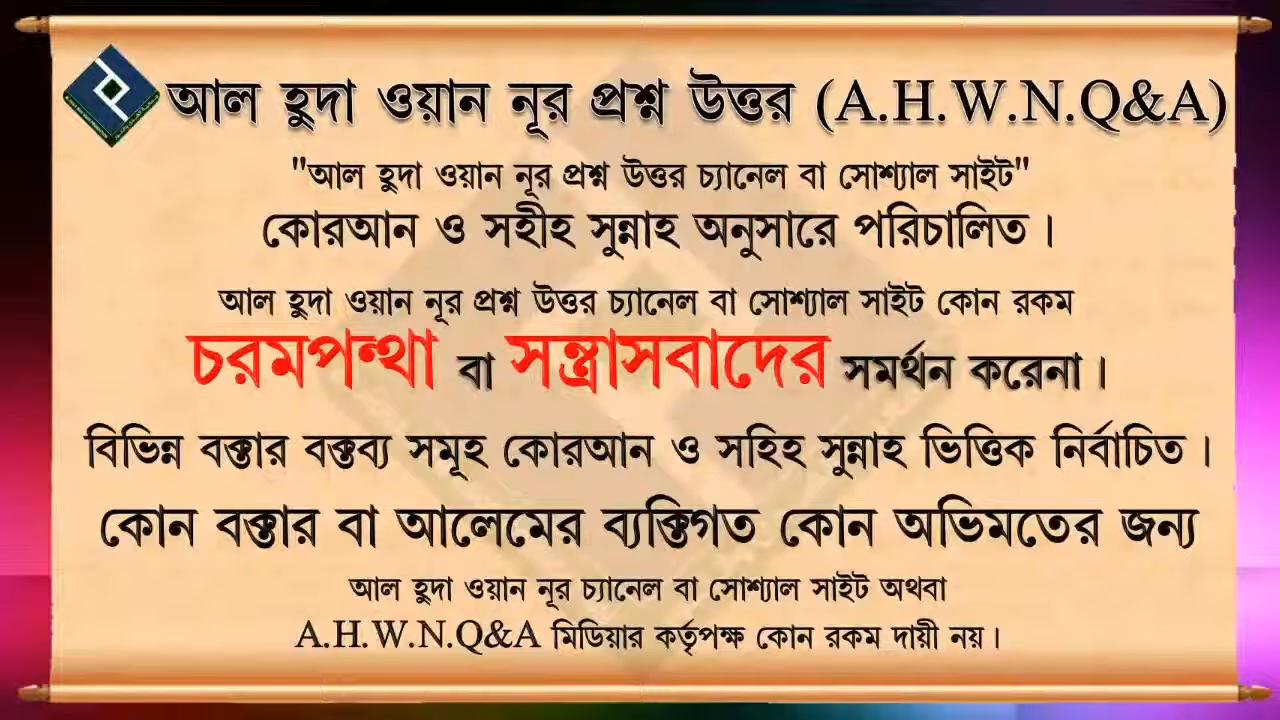 আল হুদা ওয়ান নূর প্রশ্ন উত্তর (A.H.W.N.Q&A)
"আল হুদা ওয়ান নূর প্রশ্ন উত্তর চ্যানেল বা সোশ্যাল সাইট"
কোরআন ও সহীহ সুন্নাহ অনুসারে পরিচালিত।
আল হুদা ওয়ান নূর প্রশ্ন উত্তর চ্যানেল বা সোশ্যাল সাইট কোন রকম
চরমপন্থা বা সন্ত্রাসবাদের সমর্থন করেনা।
বিভিন্ন বক্তার বক্তব্য সমূহ কোরআন ও সহিহ সুন্নাহ ভিত্তিক নির্বাচিত।
কোন বক্তার বা আলেমের ব্যক্তিগত কোন অভিমতের জন্য
আল হুদা ওয়ান নূর চ্যানেল বা সোশ্যাল সাইট অথবা
A.H.W.N.Q&A মিডিয়ার কর্তৃপক্ষ কোন রকম দায়ী নয়।